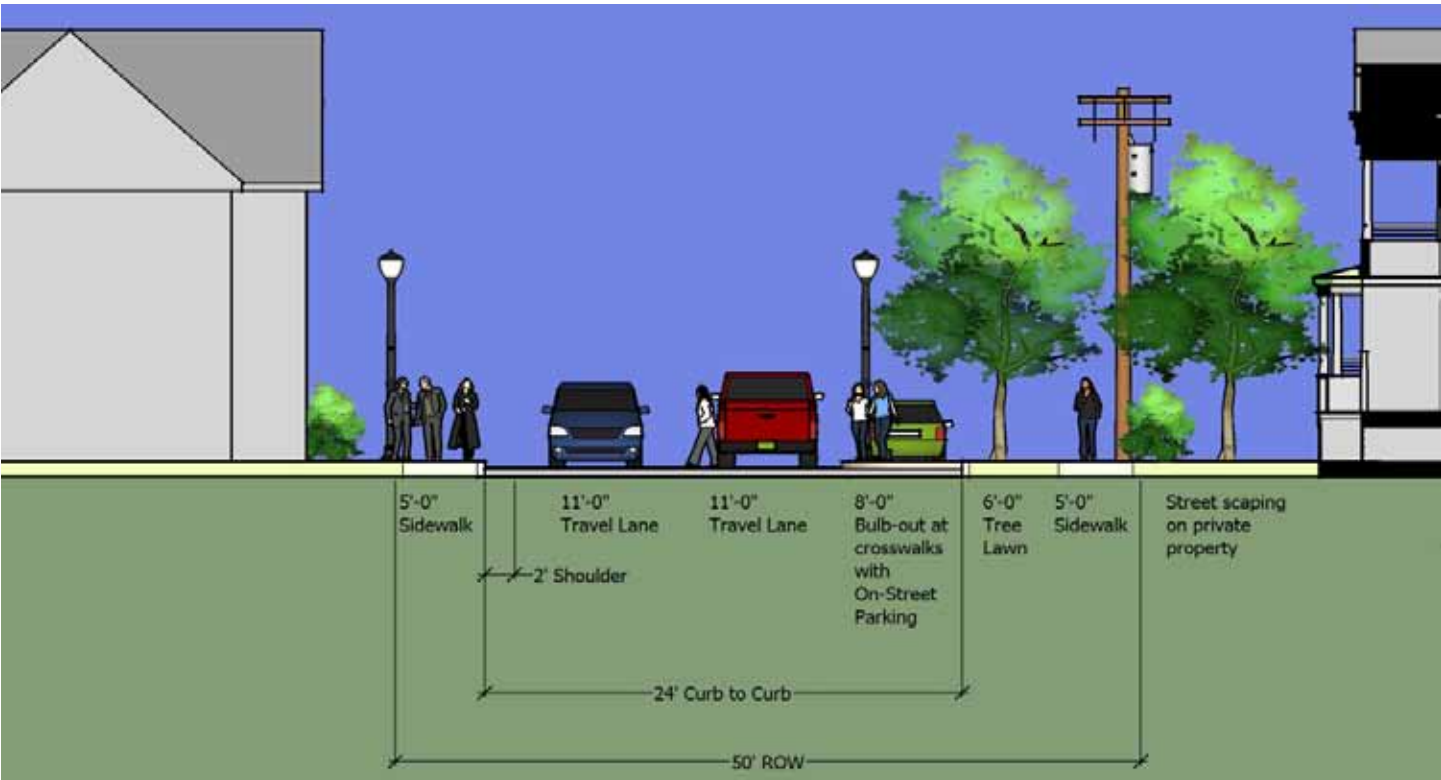 5'-0"
Sidewalk
11'-0"
Travel Lane
11'-0"
Travel Lane
8'-0"
Bulb-out at
crosswalks
with
On-Street
Parking
6'-0"
Tree
Lawn
5'-0"
Sidewalk
Street scaping
on private
property
2' Shoulder
24' Curb to Curb
50' ROW